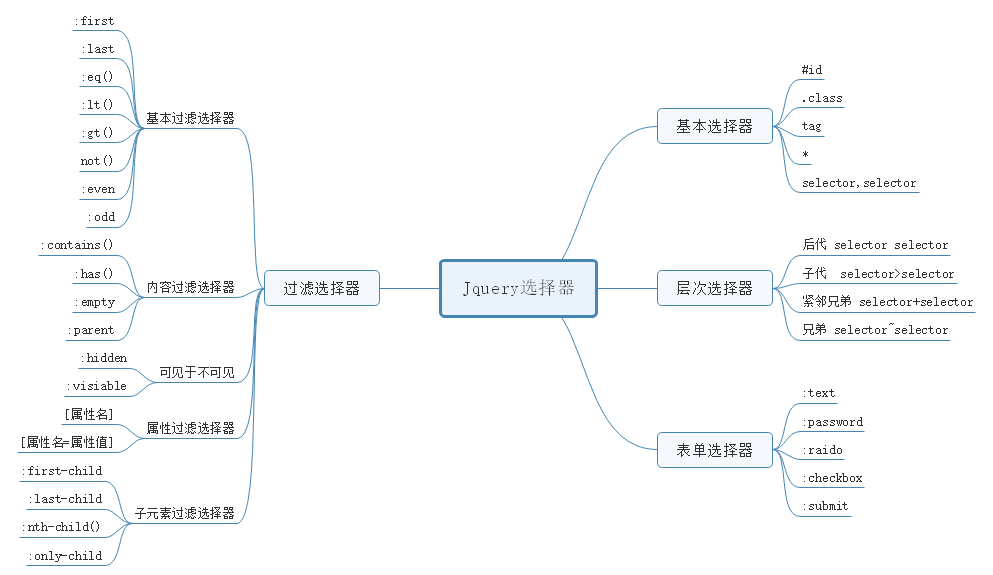 Jquery选择器
基本选择器
#id
.class
tag
*
selector,selector
层次选择器
后代 selector selector
子代  selector>selector
紧邻兄弟 selector+selector
兄弟 selector~selector
表单选择器
:text
:password
:raido
:checkbox
:submit
过滤选择器
基本过滤选择器
:first
:last
:eq()
:lt()
:gt()
not()
:even
:odd
内容过滤选择器
:contains()
:has()
:empty
:parent
可见于不可见
:hidden
:visiable
属性过滤选择器
[属性名]
[属性名=属性值]
子元素过滤选择器
:first-child
:last-child
:nth-child()
:only-child